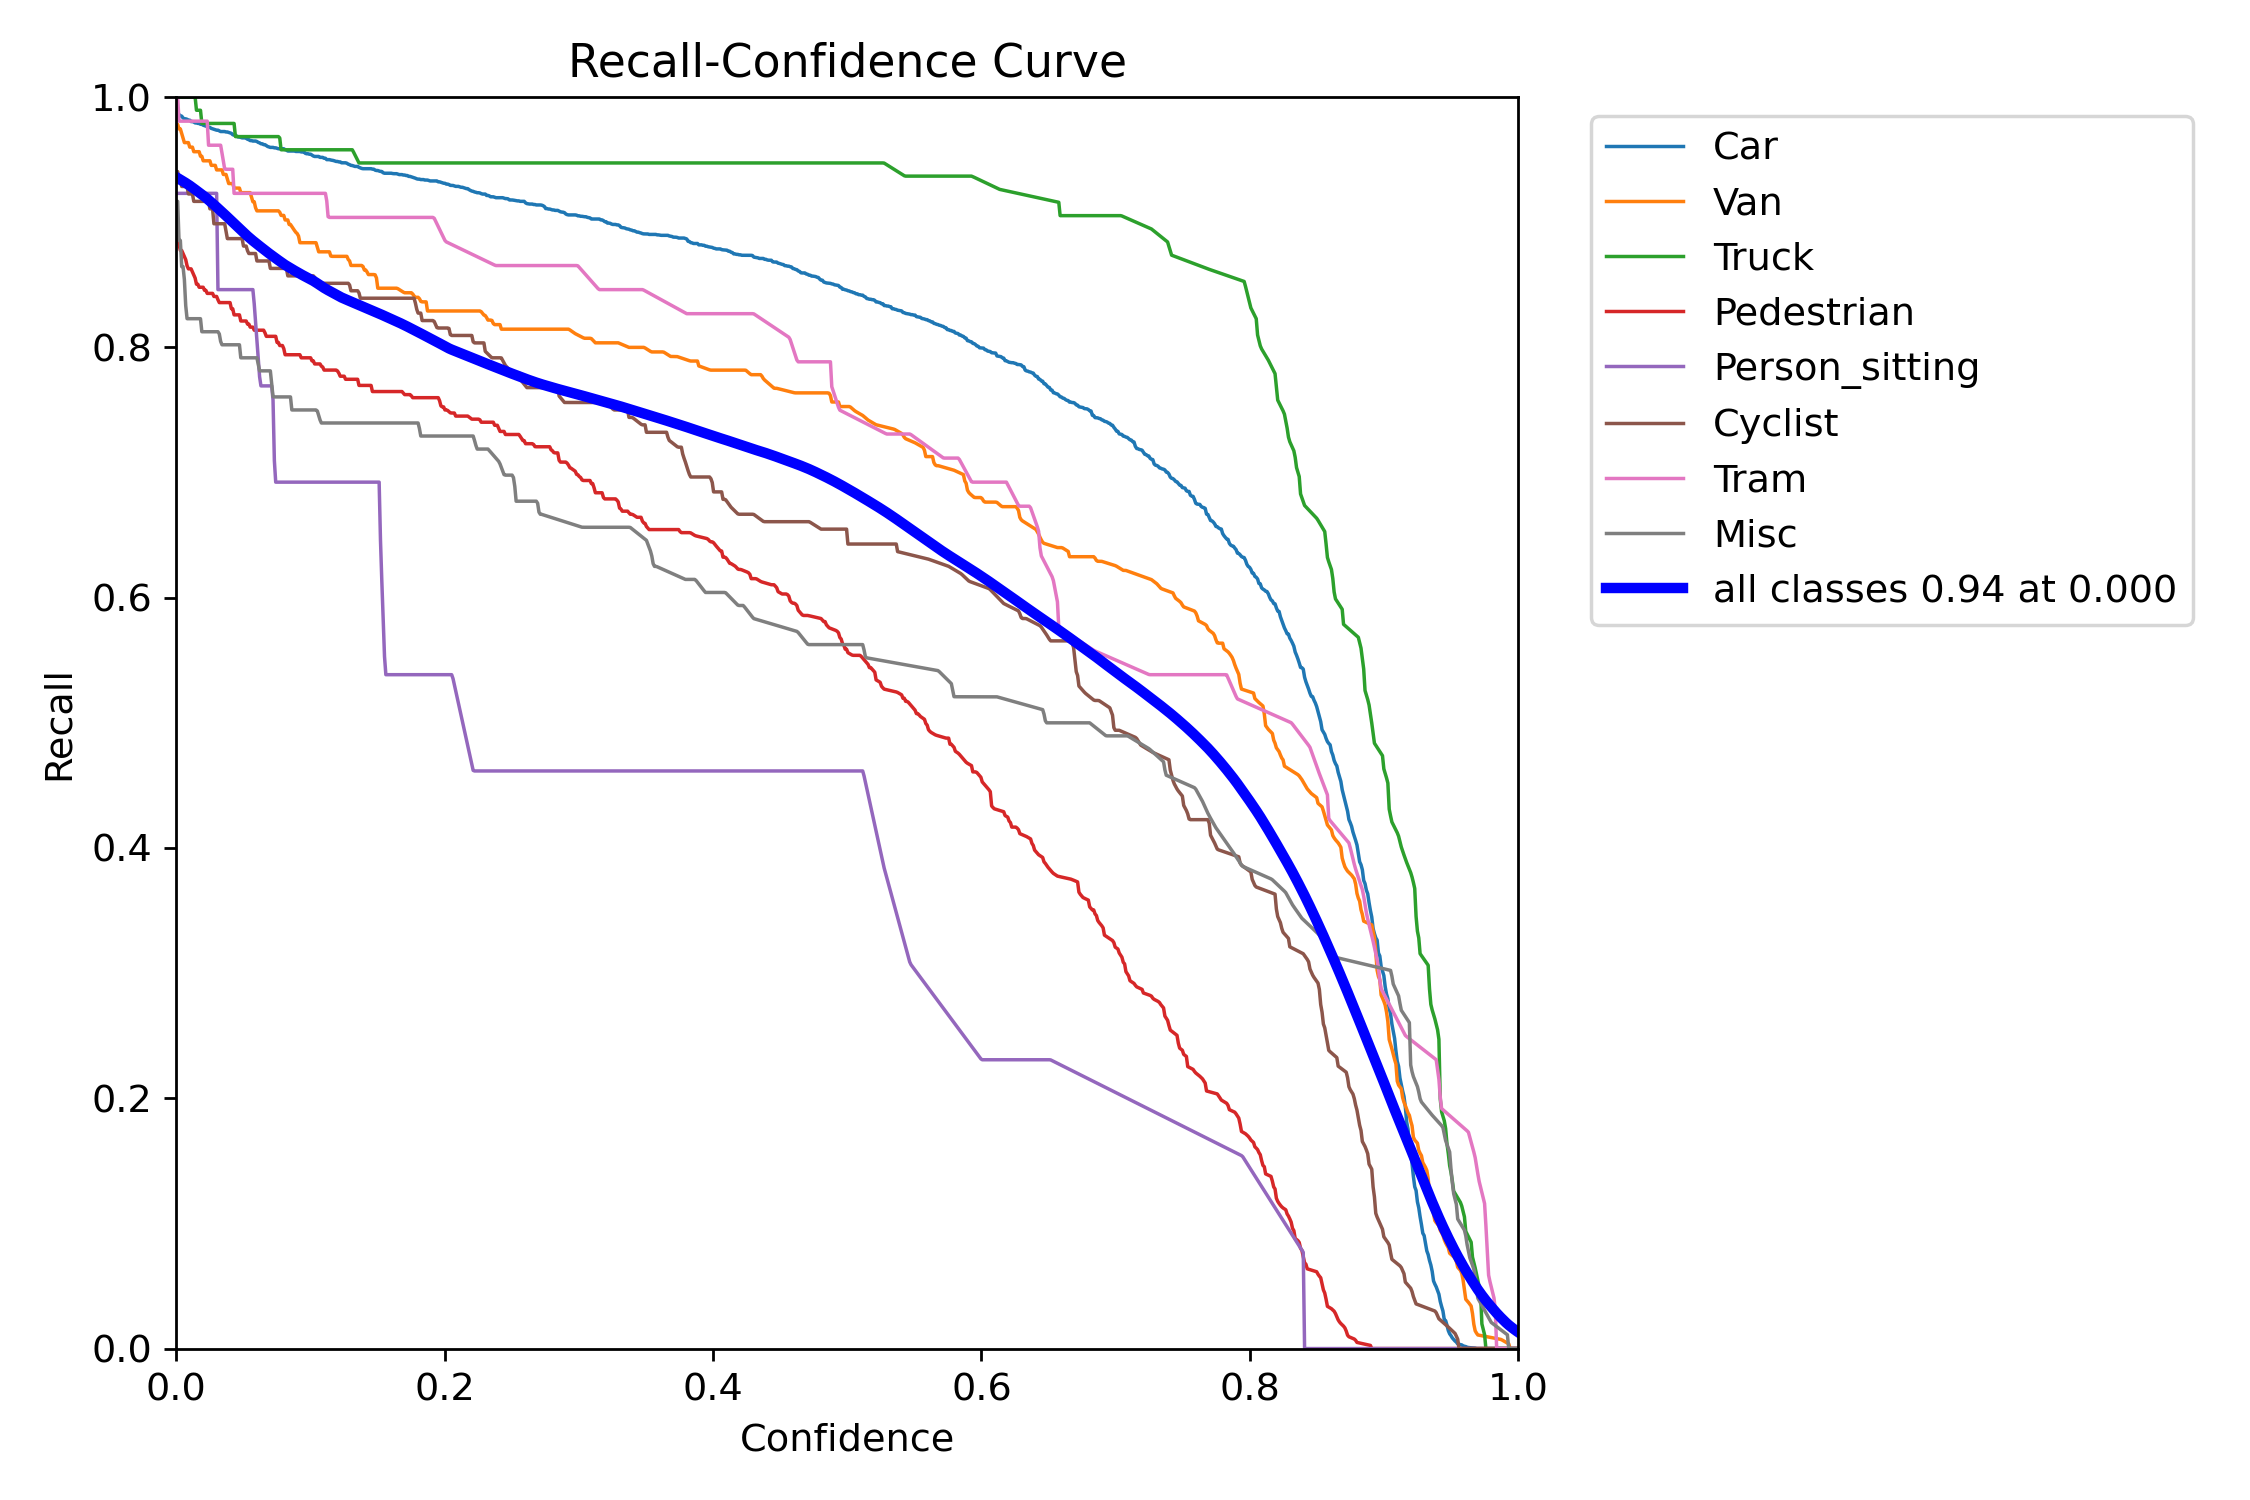 Recall-Confidence Curve
1.0
0.8
0.6
0.4
0.2
0.0
Recall
0.0 0.2 0.4 0.6 0.8 1.0
Confidence
Car
Van
Truck
Pedestrian
Person_sitting
Cyclist
Tram
Misc
all classes 0.94 at 0.000